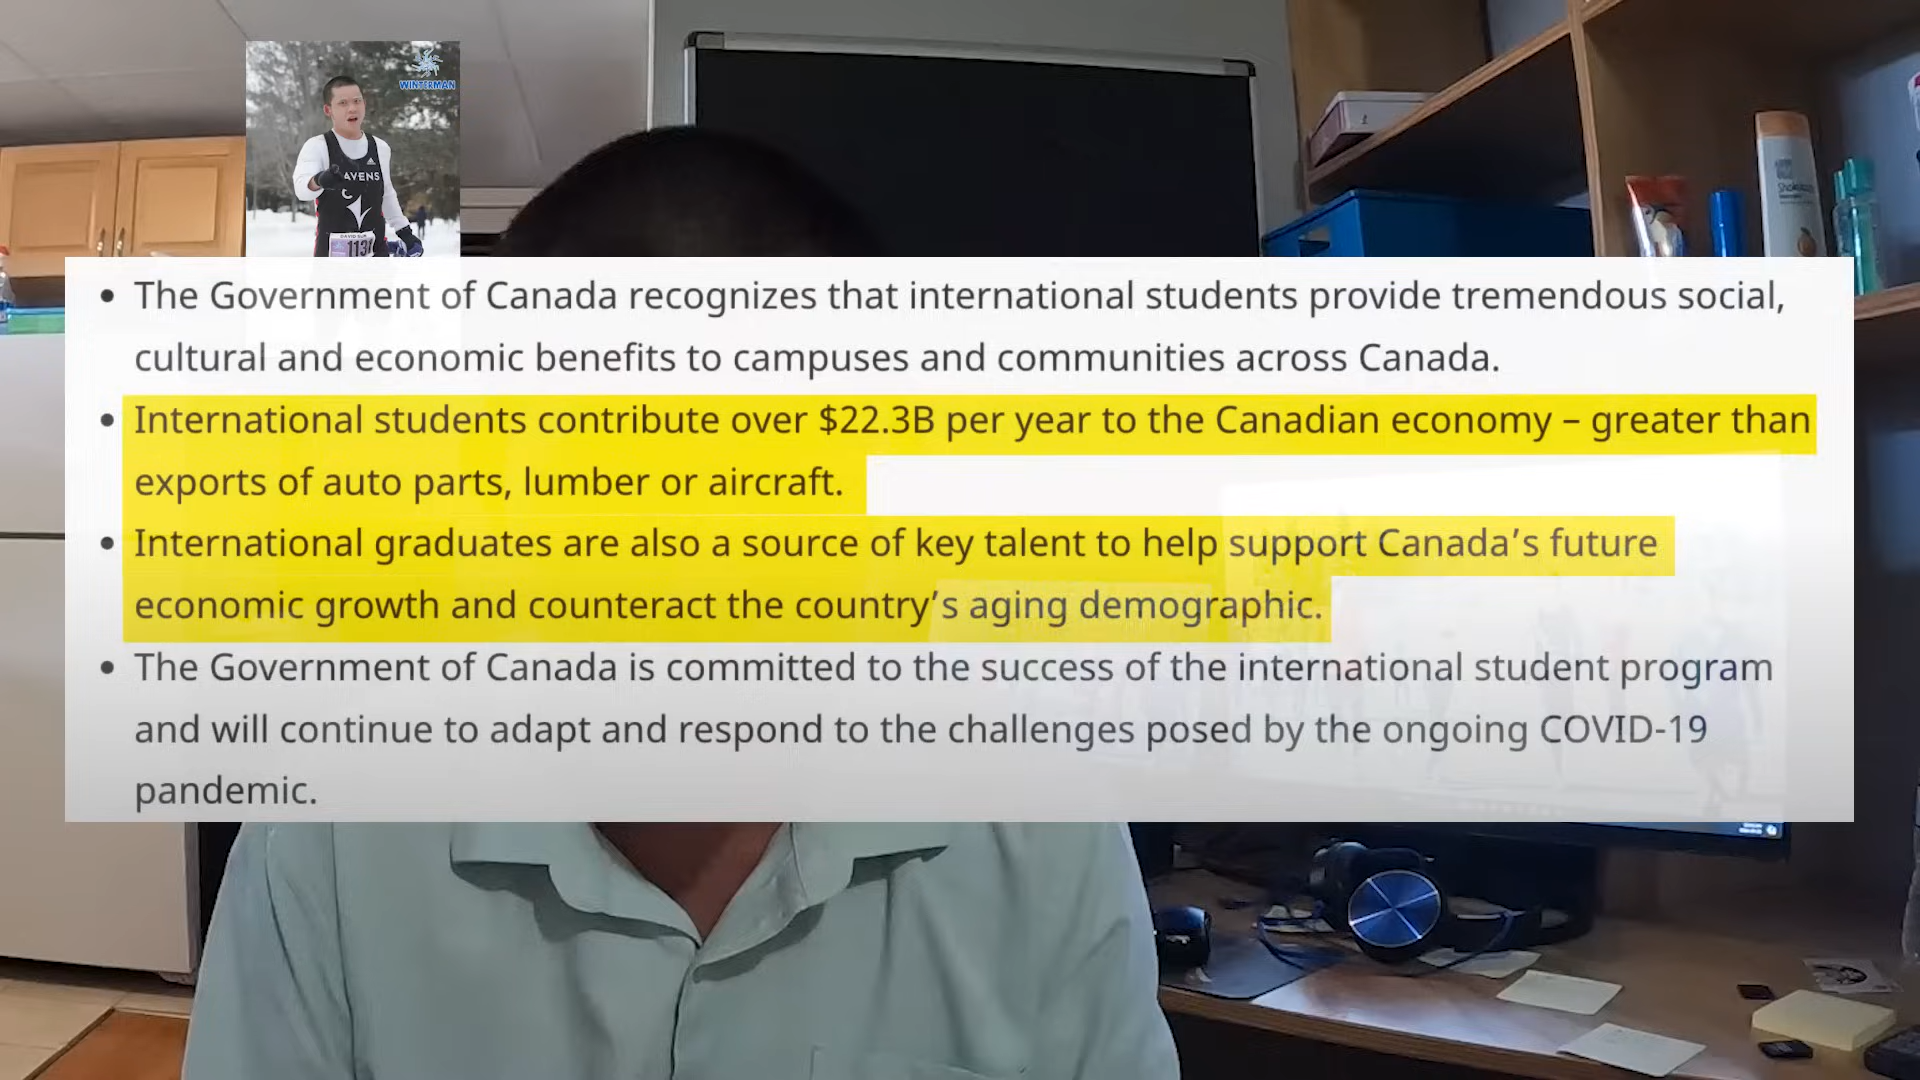 WINTERMAN
AVENS
DAVID SUN
113
• The Government of Canada recognizes that international students provide tremendous social,
cultural and economic benefits to campuses and communities across Canada.
• International students contribute over $22.3B per year to the Canadian economy – greater than
exports of auto parts, lumber or aircraft.
• International graduates are also a source of key talent to help support Canada’s future
economic growth and counteract the country’s aging demographic.
• The Government of Canada is committed to the success of the international student program
and will continue to adapt and respond to the challenges posed by the ongoing COVID-19
pandemic.